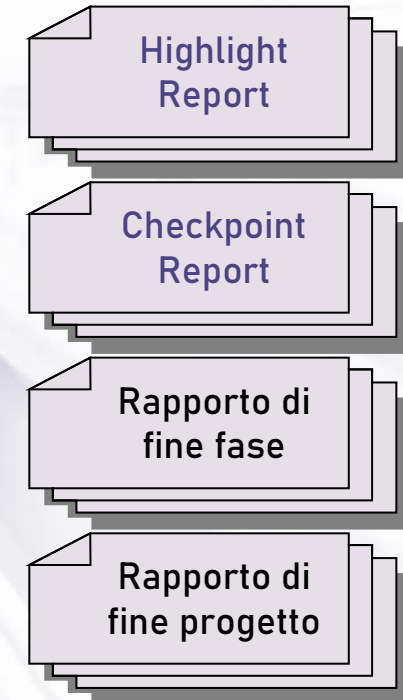 Highlight
Report
Checkpoint
Report
Rapporto di
fine fase
Rapporto di
fine progetto